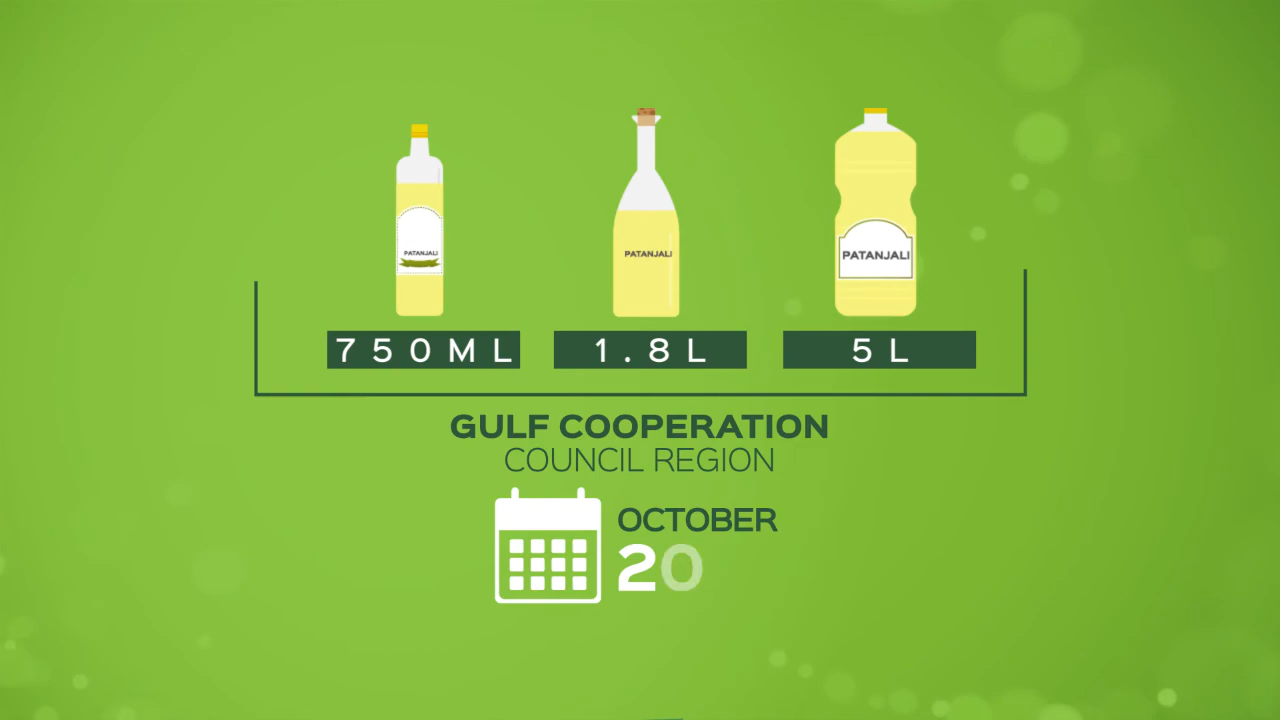 PATANJALI
PATANJALI
PATANJALI
750ML
1.8L
5L
GULF COOPERATION
COUNCIL REGION
OCTOBER
20